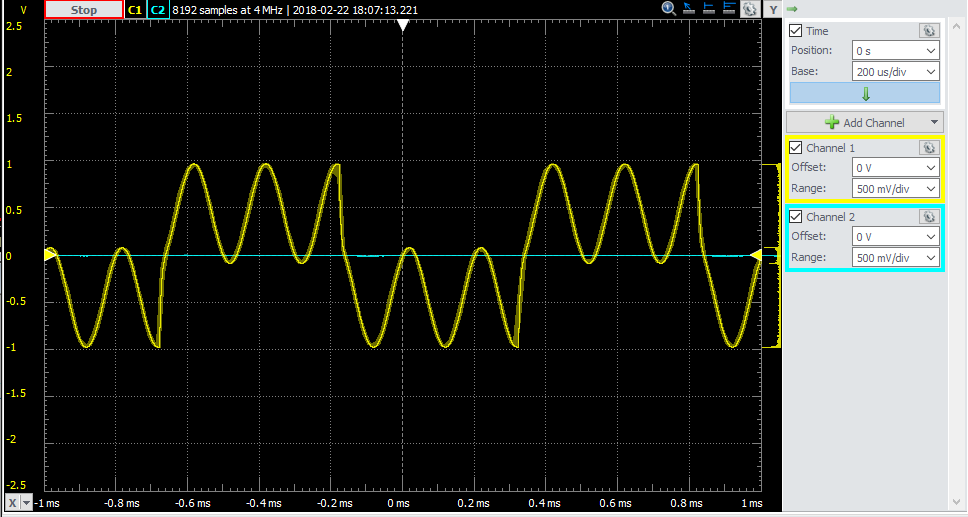 V
Stop C1 C2 8192 samples at 4 MHz | 2018-02-22 18:07:13.221 Y
2.5
2
1.5
1
0.5
0
-0.5
-1
-1.5
-2
-2.5
X -1 ms -0.8 ms -0.6 ms -0.4 ms -0.2 ms 0 ms 0.2 ms 0.4 ms 0.6 ms 0.8 ms 1 ms
Time
Position: 0 s
Base: 200 us/div
Add Channel
Channel 1
Offset: 0 V
Range: 500 mV/div
Channel 2
Offset: 0 V
Range: 500 mV/div